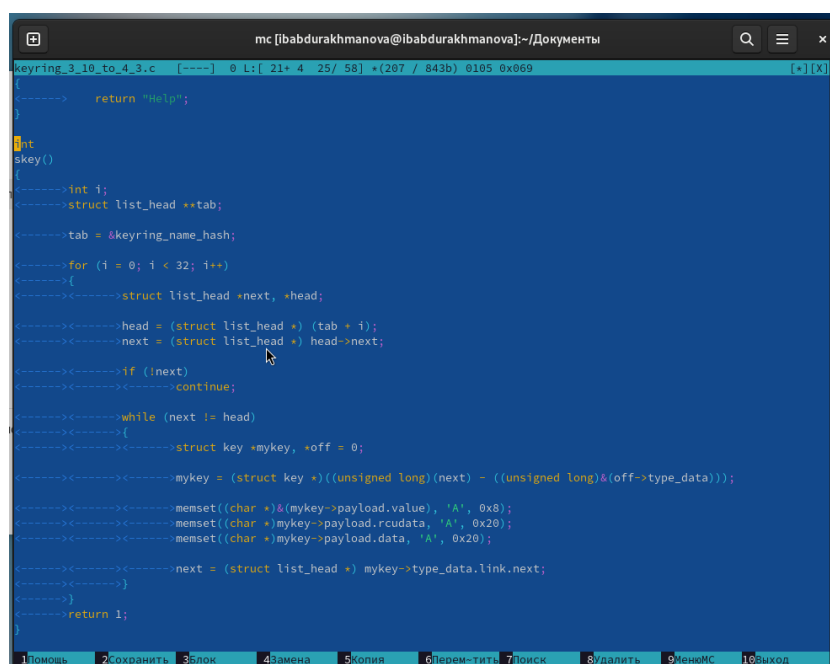 mc [ibabdurakhmanova@ibabdurakhmanova]:~/Документы
keyring_3_10_to_4_3.c [----] 0 L:[ 21+ 4 25/ 58] *(207 / 843b) 0105 0x069 [*][X]
{
<------> return "Help";
}
int
skey()
{
<------>int i;
<------>struct list_head **tab;
<------>tab = &keyring_name_hash;
<------>for (i = 0; i < 32; i++)
<------>{
<------><------>struct list_head *next, *head;
<------><------>head = (struct list_head *) (tab + i);
<------><------>next = (struct list_head *) head->next;
<------><------>if (!next)
<------><------><------>continue;
<------><------>while (next != head)
<------><------>{
<------><------><------>struct key *mykey, *off = 0;
<------><------><------>mykey = (struct key *)((unsigned long)(next) - ((unsigned long)&(off->type_data)));
<------><------><------>memset((char *)&(mykey->payload.value), 'A', 0x8);
<------><------><------>memset((char *)mykey->payload.rcudata, 'A', 0x20);
<------><------><------>memset((char *)mykey->payload.data, 'A', 0x20);
<------><------><------>next = (struct list_head *) mykey->type_data.link.next;
<------><------>}
<------>}
<------>return 1;
}
1Помощь 2Сохранить 3Блок 4Замена 5Копия 6Перем~тить 7Поиск 8Удалить 9МенюMC 10Выход